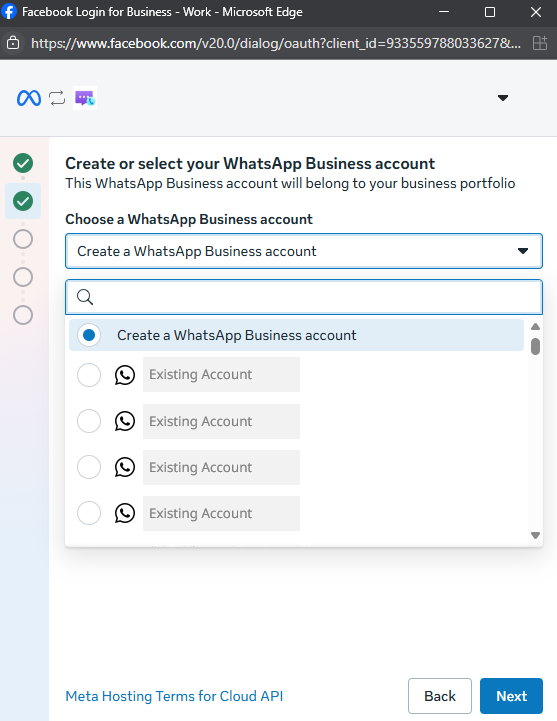 Facebook Login for Business - Work - Microsoft Edge
https://www.facebook.com/v20.0/dialog/oauth?client_id=933559788033627&...
Create or select your WhatsApp Business account
This WhatsApp Business account will belong to your business portfolio
Choose a WhatsApp Business account
Create a WhatsApp Business account
Create a WhatsApp Business account
Existing Account
Existing Account
Existing Account
Existing Account
Meta Hosting Terms for Cloud API
Back
Next